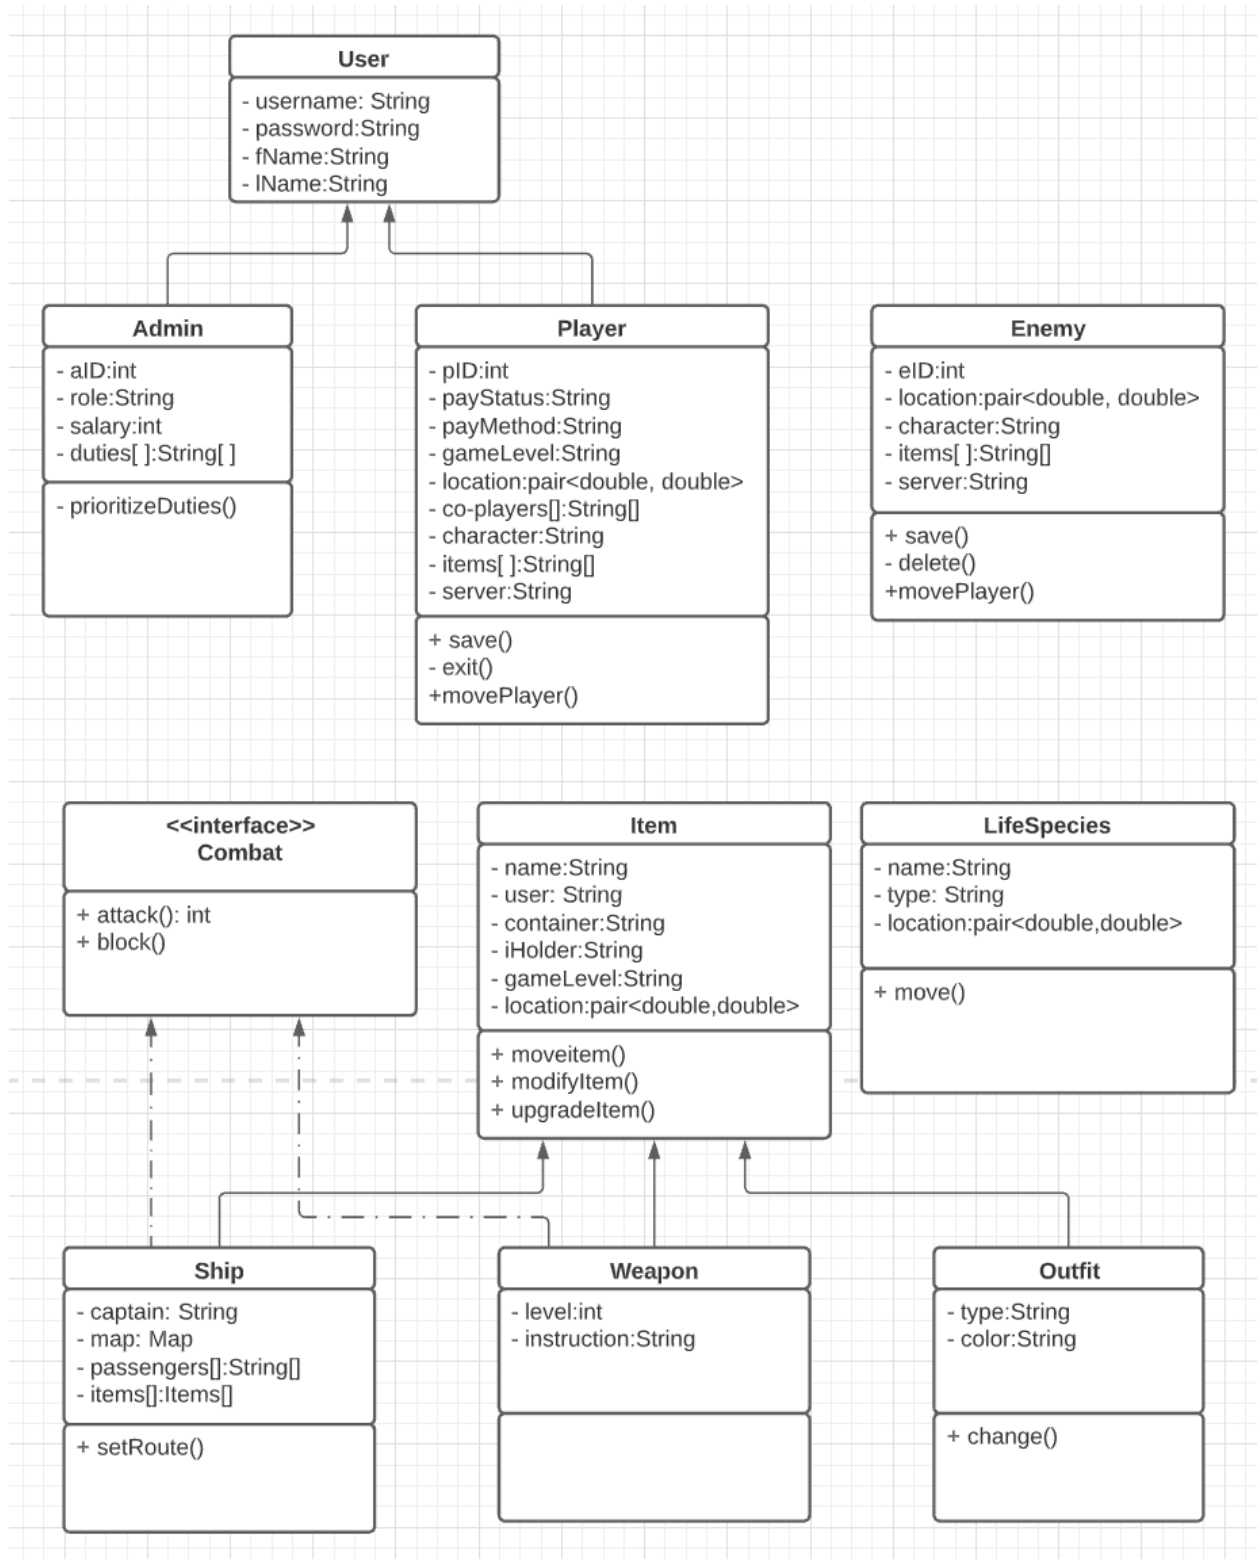 User
- username: String
- password:String
- fName:String
- lName:String
Admin
- aID:int
- role:String
- salary:int
- duties[ ]:String[ ]
- prioritizeDuties()
Player
- pID:int
- payStatus:String
- payMethod:String
- gameLevel:String
- location:pair<double, double>
- co-players[]:String[]
- character:String
- items[ ]:String[]
- server:String
+ save()
- exit()
+movePlayer()
Enemy
- eID:int
- location:pair<double, double>
- character:String
- items[ ]:String[]
- server:String
+ save()
- delete()
+movePlayer()
<<interface>>
Combat
+ attack(): int
+ block()
Item
- name:String
- user: String
- container:String
- iHolder:String
- gameLevel:String
- location:pair<double,double>
+ moveitem()
+ modifyItem()
+ upgradeItem()
LifeSpecies
- name:String
- type: String
- location:pair<double,double>
+ move()
Ship
- captain: String
- map: Map
- passengers[]:String[]
- items[]:Items[]
+ setRoute()
Weapon
- level:int
- instruction:String
Outfit
- type:String
- color:String
+ change()